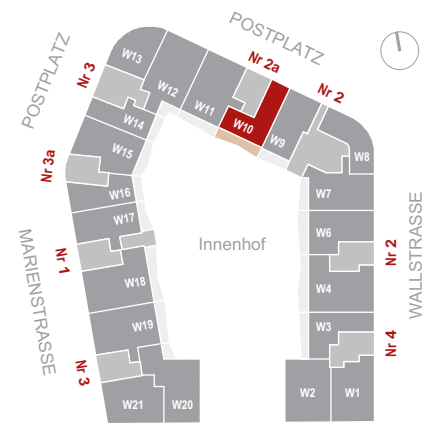 POSTPLATZ
POSTPLATZ
Nr 3
Nr 2a
Nr 2
W13
W12
W11
W10
W9
W8
W14
W15
Nr 3a
W16
W17
W7
W6
Innenhof
Nr 2
WALLSTRASSE
MARIENSTRASSE
Nr 1
W18
W4
W19
W3
Nr 4
Nr 3
W21
W20
W2
W1